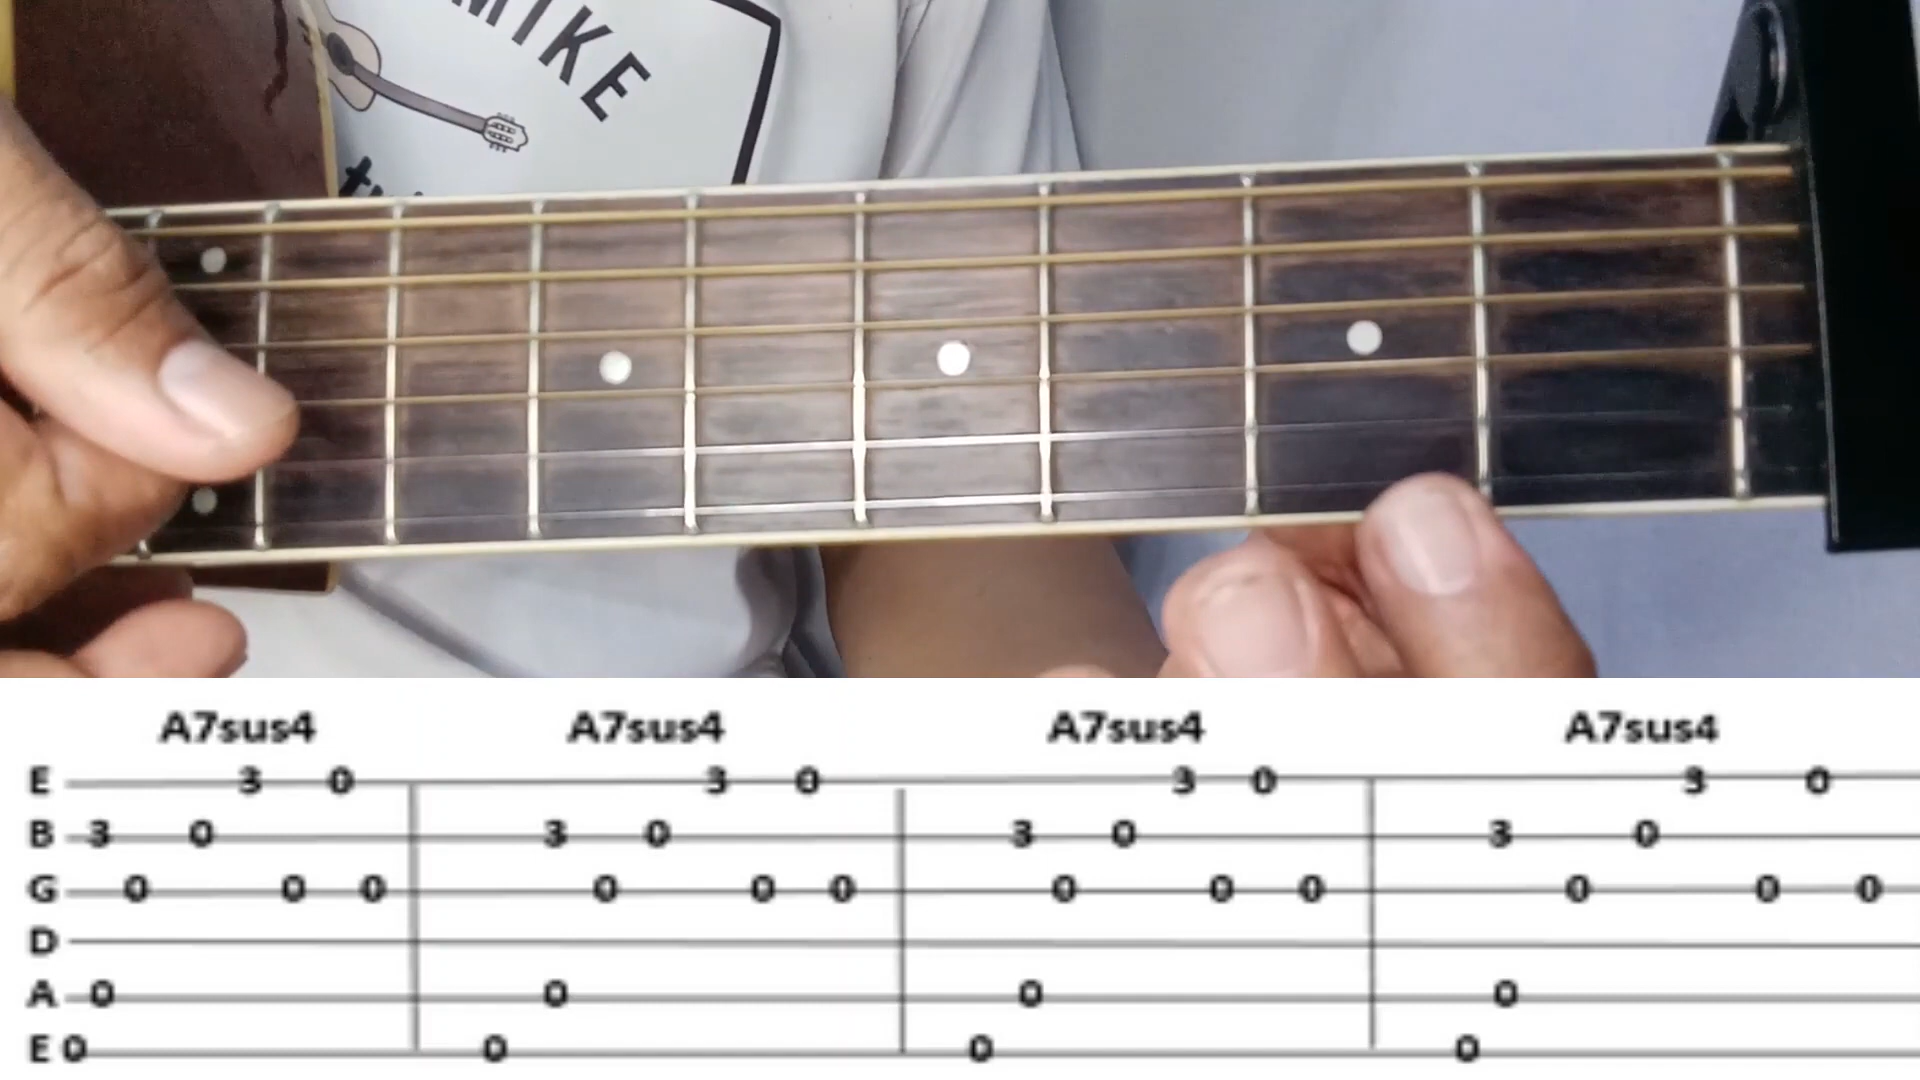 MIKE
A7sus4 A7sus4 A7sus4 A7sus4
E 3 0 3 0 3 0 3 0
B 3 0 3 0 3 0 3 0
G 0 0 0 0 0 0 0 0 0 0 0 0
D
A 0 0 0 0
E 0 0 0 0